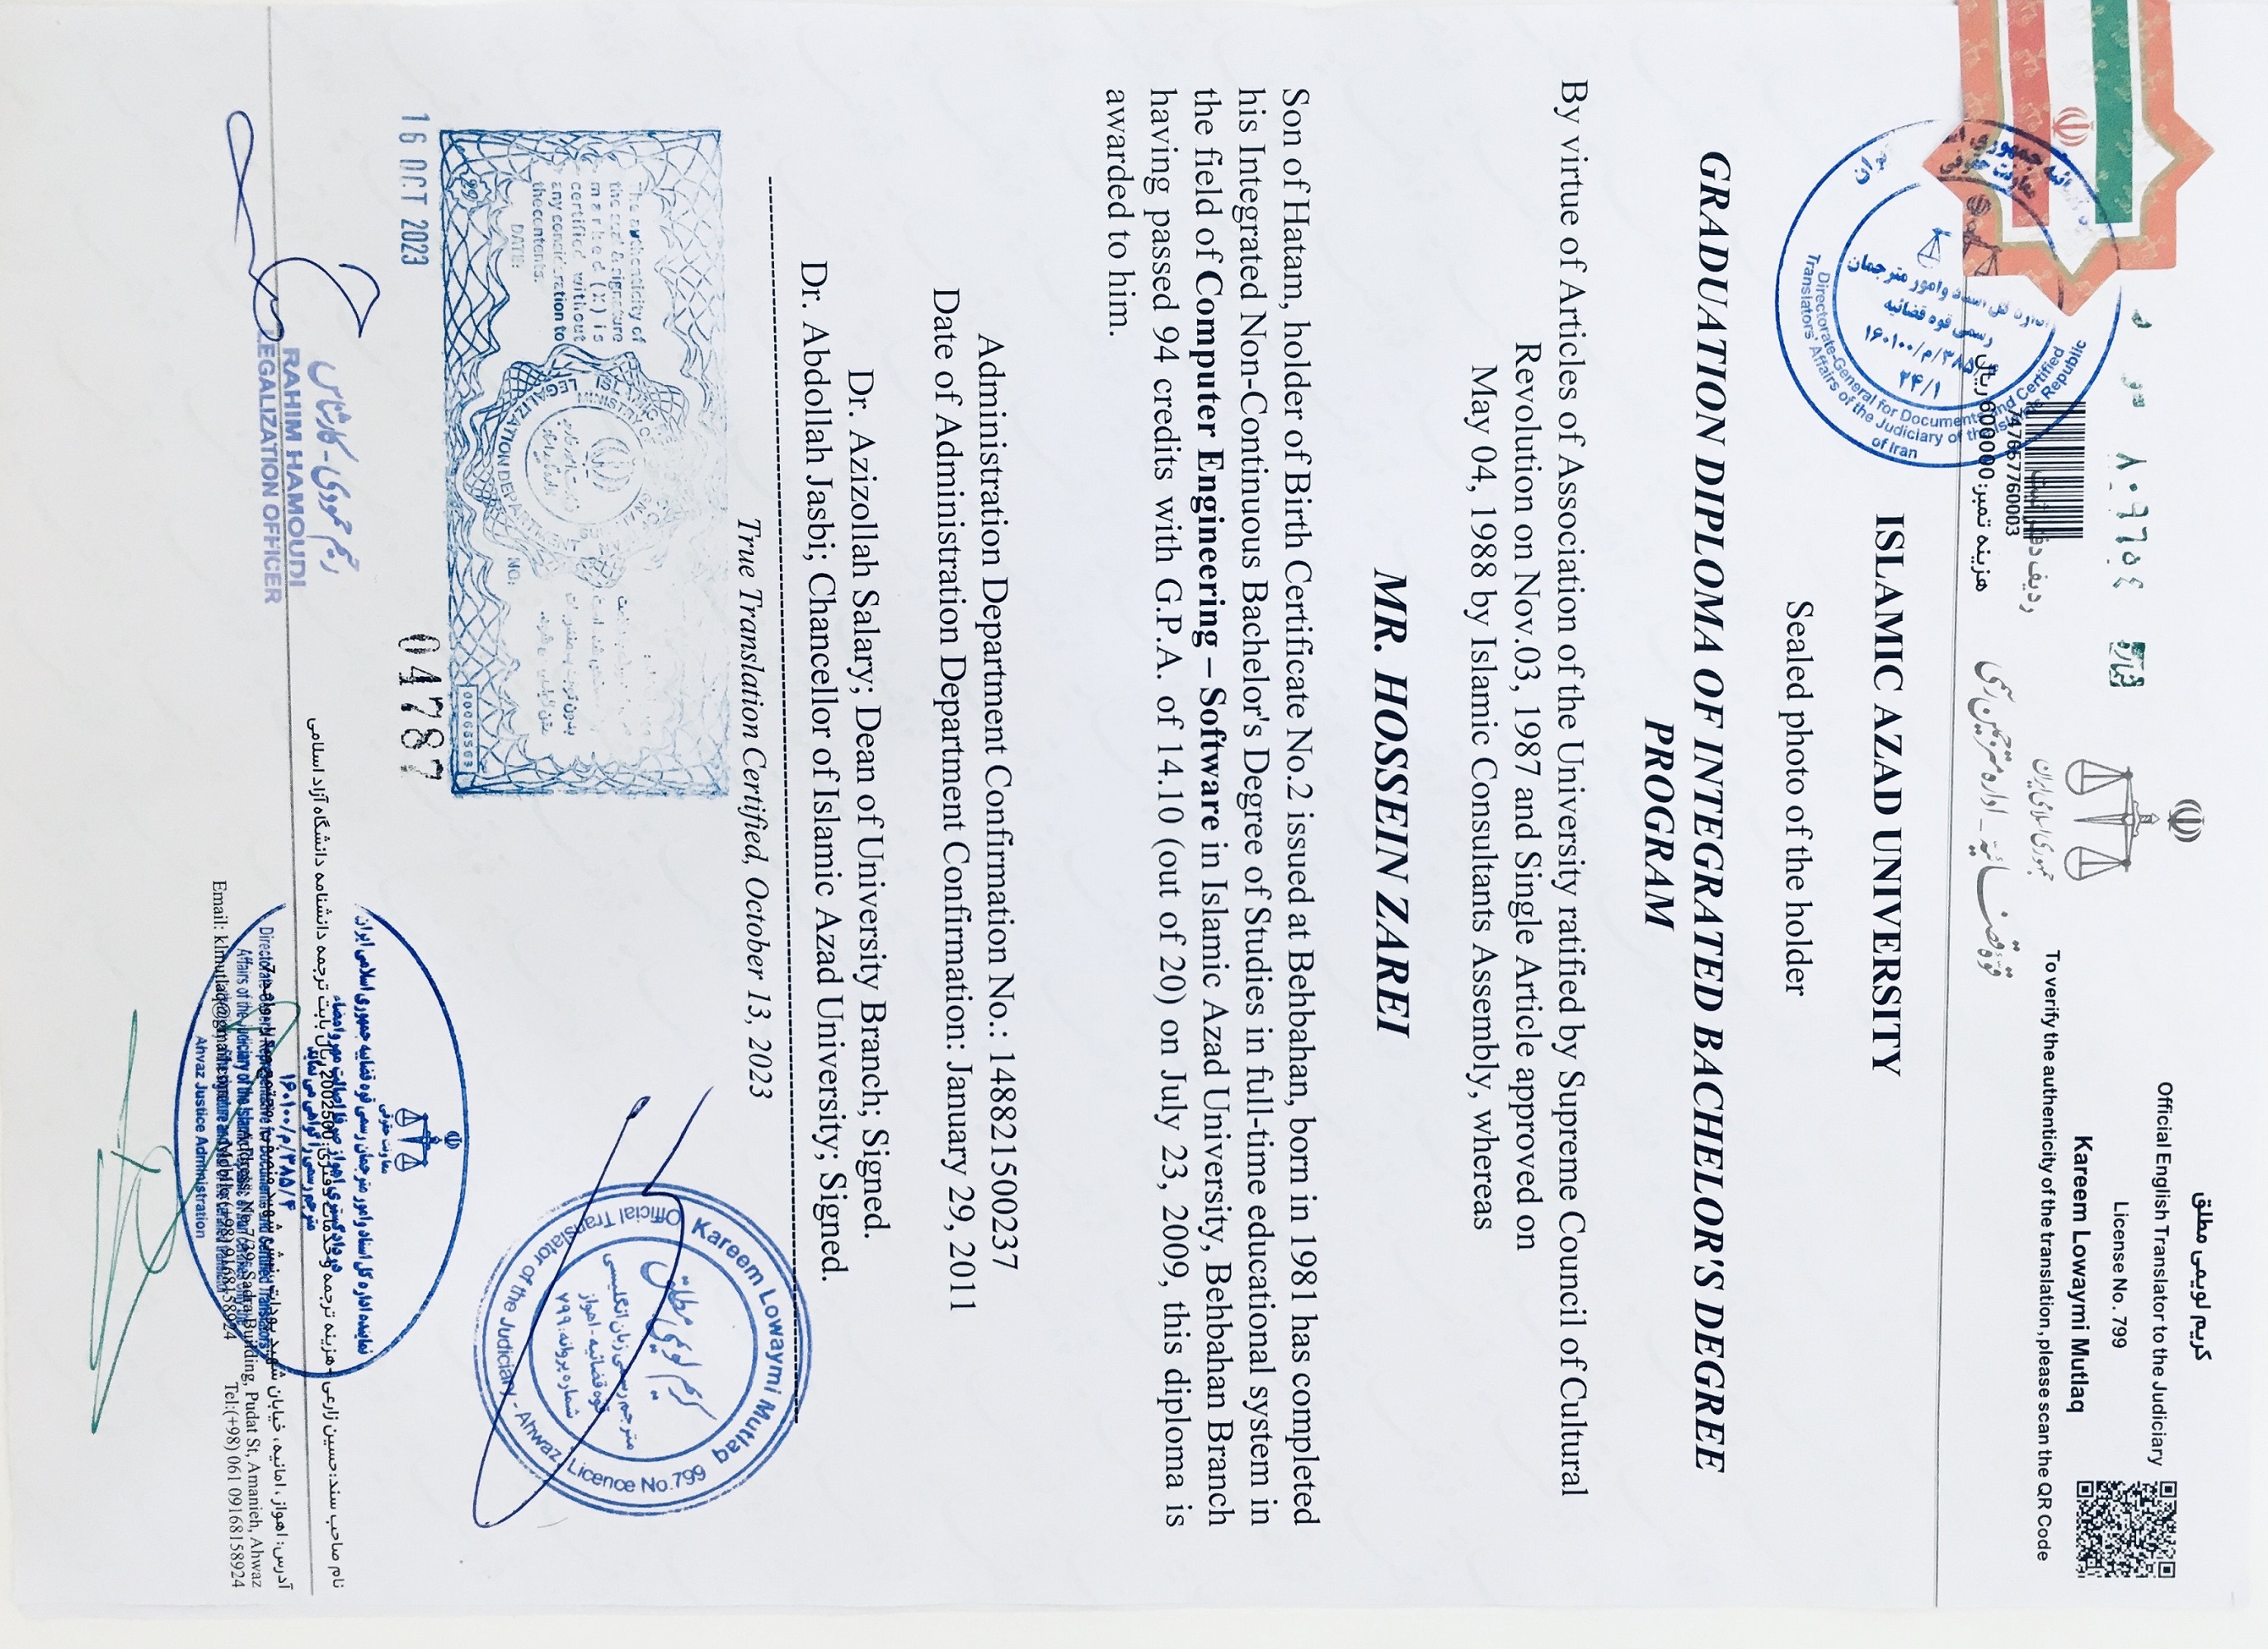 کریم لویمی مطلق
Official English Translator to the Judiciary
License No. 799
Kareem Lowaymi Mutlaq
To verify the authenticity of the translation, please scan the QR Code
شماره ۸۰۹۶۵٤
ردیف دفتر ثبت
747657760003
هزینه تمبر: 600000 ریال
جمهوری اسلامی ایران
قوّه قضـائیّه - اداره مترجمین رسمی
رسمی قوه قضائیه
۱۶۰۱۰۰/م/۳۸۵/۴
۲۴/۱
تهران
Directorate-General for Documents and Certified
Translators' Affairs of the Judiciary of the Islamic Republic
of Iran
ISLAMIC AZAD UNIVERSITY
Sealed photo of the holder
GRADUATION DIPLOMA OF INTEGRATED BACHELOR'S DEGREE
PROGRAM
By virtue of Articles of Association of the University ratified by Supreme Council of Cultural
Revolution on Nov.03, 1987 and Single Article approved on
May 04, 1988 by Islamic Consultants Assembly, whereas
MR. HOSSEIN ZAREI
Son of Hatam, holder of Birth Certificate No.2 issued at Behbahan, born in 1981 has completed
his Integrated Non-Continuous Bachelor's Degree of Studies in full-time educational system in
the field of Computer Engineering – Software in Islamic Azad University, Behbahan Branch
having passed 94 credits with G.P.A. of 14.10 (out of 20) on July 23, 2009, this diploma is
awarded to him.
Administration Department Confirmation No.: 148821500237
Date of Administration Department Confirmation: January 29, 2011
Dr. Azizollah Salary; Dean of University Branch; Signed.
Dr. Abdollah Jasbi; Chancellor of Islamic Azad University; Signed.
True Translation Certified, October 13, 2023
Kareem Lowaymi Mutlaq
Official Translator of the Judiciary - Ahwaz Licence No 799
کریم لویمی مطلق
مترجم رسمی زبان انگلیسی
قوه قضائیه - اهواز
شماره پروانه: ۷۹۹
The authenticity of
the seal & signature
marked (X) is
certified without
any consideration to
the contents.
DATE:
LEGALIZATION DEPARTMENT
NO:
29
00066563
16 OCT 2023
04787
رحیم حمودی - کارشناس
RAHIM HAMOUDI
LEGALIZATION OFFICER
معاونت حقوقی
نماینده اداره کل اسناد و امور مترجمان رسمی قوه قضاییه جمهوری اسلامی ایران
در دادگستری اهواز صرفا اصالت مهر و امضاء
مترجم رسمی را گواهی می نماید
۱۶۰۱۰۰/م/۳۸۵/۴
Directorate General Representative for Documents and Certified Translators
Affairs of the Judiciary of the Islamic Republic of Iran certifies only the
Ahvaz Justice Administration
نام صاحب سند: حسین زارعی - هزینه ترجمه و خدمات دفتری: 2002500 ریال بابت ترجمه دانشنامه دانشگاه آزاد اسلامی
آدرس: اهواز، امانیه، خیابان شهید پودات، نبش شهید منصفی، مجتمع صدرا، واحد 7
Address: No.7/39, Sadra Building, Pudat St, Amanieh, Ahwaz
Email: klmutlaq@gmail.com Mobile:(+98) 9168158924 Tel:(+98) 061 09168158924